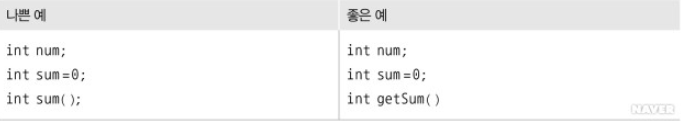 나쁜 예
좋은 예
int num;
int sum=0;
int sum();
int num;
int sum=0;
int getSum()
NAVER